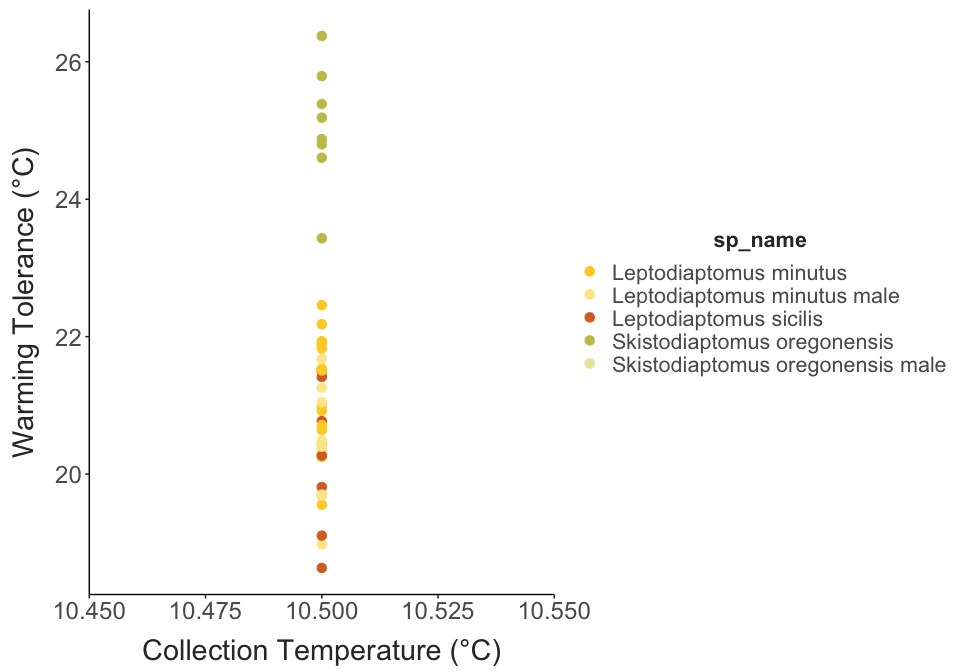 26
24
22
20
Warming Tolerance (°C)
10.450 10.475 10.500 10.525 10.550
Collection Temperature (°C)
sp_name
Leptodiaptomus minutus
Leptodiaptomus minutus male
Leptodiaptomus sicilis
Skistodiaptomus oregonensis
Skistodiaptomus oregonensis male